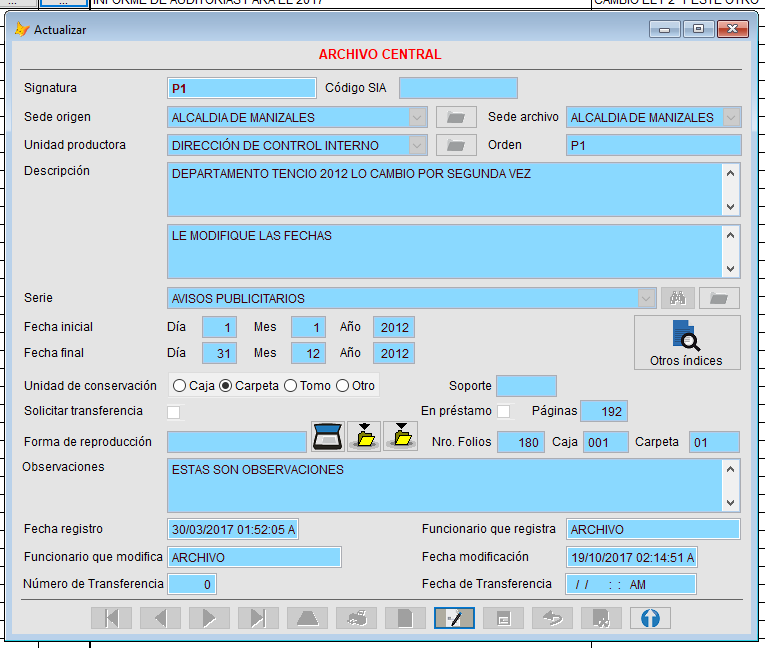 INFORME DE AUDITORIAS PARA EL 2017
CAMBIO EL P2 Y ESTE OTRO
Actualizar
ARCHIVO CENTRAL
Signatura P1 Código SIA
Sede origen ALCALDIA DE MANIZALES Sede archivo ALCALDIA DE MANIZALES
Unidad productora DIRECCIÓN DE CONTROL INTERNO Orden P1
Descripción DEPARTAMENTO TENCIO 2012 LO CAMBIO POR SEGUNDA VEZ
LE MODIFIQUE LAS FECHAS
Serie AVISOS PUBLICITARIOS
Fecha inicial Día 1 Mes 1 Año 2012
Fecha final Día 31 Mes 12 Año 2012
Otros índices
Unidad de conservación Caja Carpeta Tomo Otro Soporte
Solicitar transferencia En préstamo Páginas 192
Forma de reproducción Nro. Folios 180 Caja 001 Carpeta 01
Observaciones ESTAS SON OBSERVACIONES
Fecha registro 30/03/2017 01:52:05 A Funcionario que registra ARCHIVO
Funcionario que modifica ARCHIVO Fecha modificación 19/10/2017 02:14:51 A
Número de Transferencia 0 Fecha de Transferencia / / : : AM